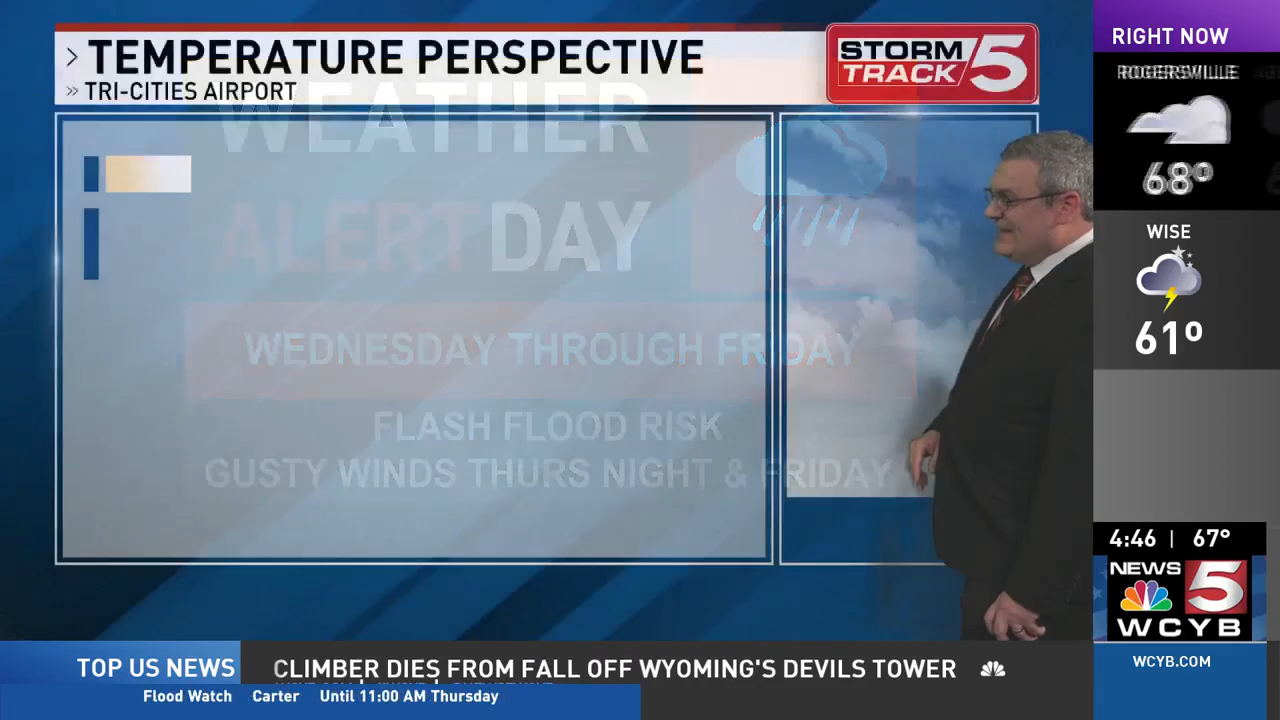 TEMPERATURE PERSPECTIVE
TRI-CITIES AIRPORT
STORM
TRACK 5
WEATHER
ALERT DAY
WEDNESDAY THROUGH FRIDAY
FLASH FLOOD RISK
GUSTY WINDS THURS NIGHT & FRIDAY
RIGHT NOW
ROGERSVILLE
68°
WISE
61°
4:46 | 67°
NEWS 5
WCYB
WCYB.COM
TOP US NEWS
CLIMBER DIES FROM FALL OFF WYOMING'S DEVILS TOWER
Flood Watch Carter Until 11:00 AM Thursday